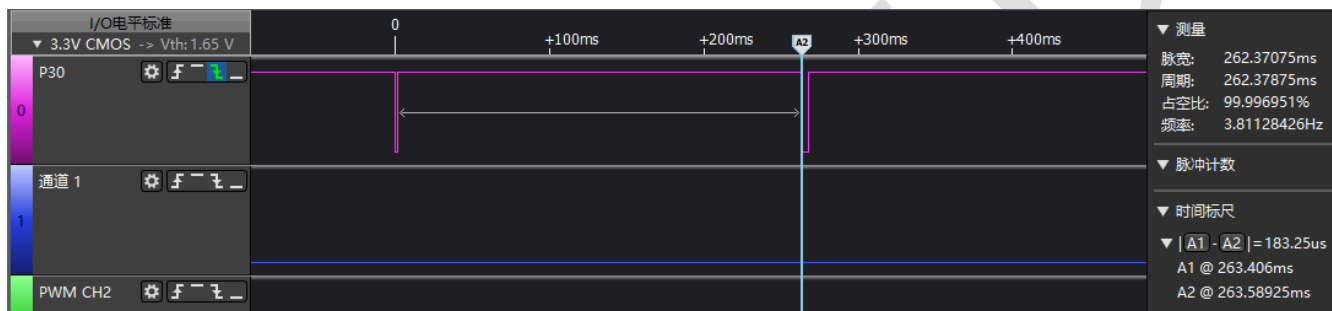 I/O电平标准
▼ 3.3V CMOS -> Vth:1.65 V
0
+100ms
+200ms
A2
+300ms
+400ms
P30
0
通道 1
1
PWM CH2
▼ 测量
脉宽: 262.37075ms
周期: 262.37875ms
占空比: 99.996951%
频率: 3.81128426Hz
▼ 脉冲计数
▼ 时间标尺
▼ | A1 - A2 |=183.25us
A1 @ 263.406ms
A2 @ 263.58925ms